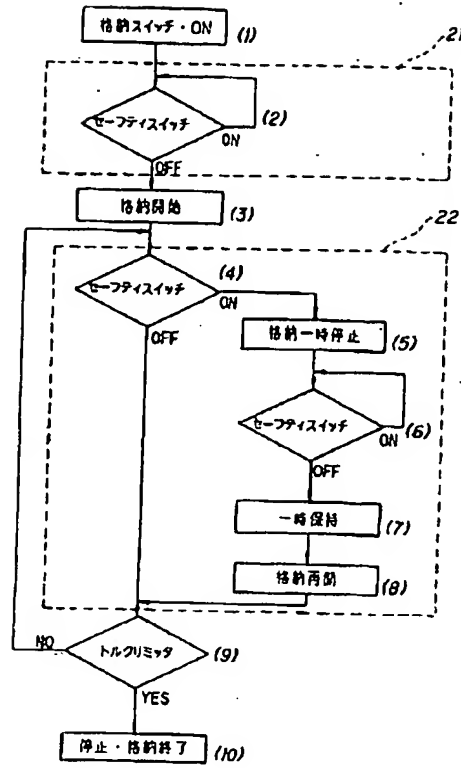 格納スイッチ・ON
(1)
21
セーフティスイッチ
(2)
ON
OFF
格納開始
(3)
22
セーフティスイッチ
(4)
ON
OFF
格納一時停止
(5)
セーフティスイッチ
(6)
ON
OFF
一時保持
(7)
格納再開
(8)
NO
トルクリミッタ
(9)
YES
停止・格納終了
(10)